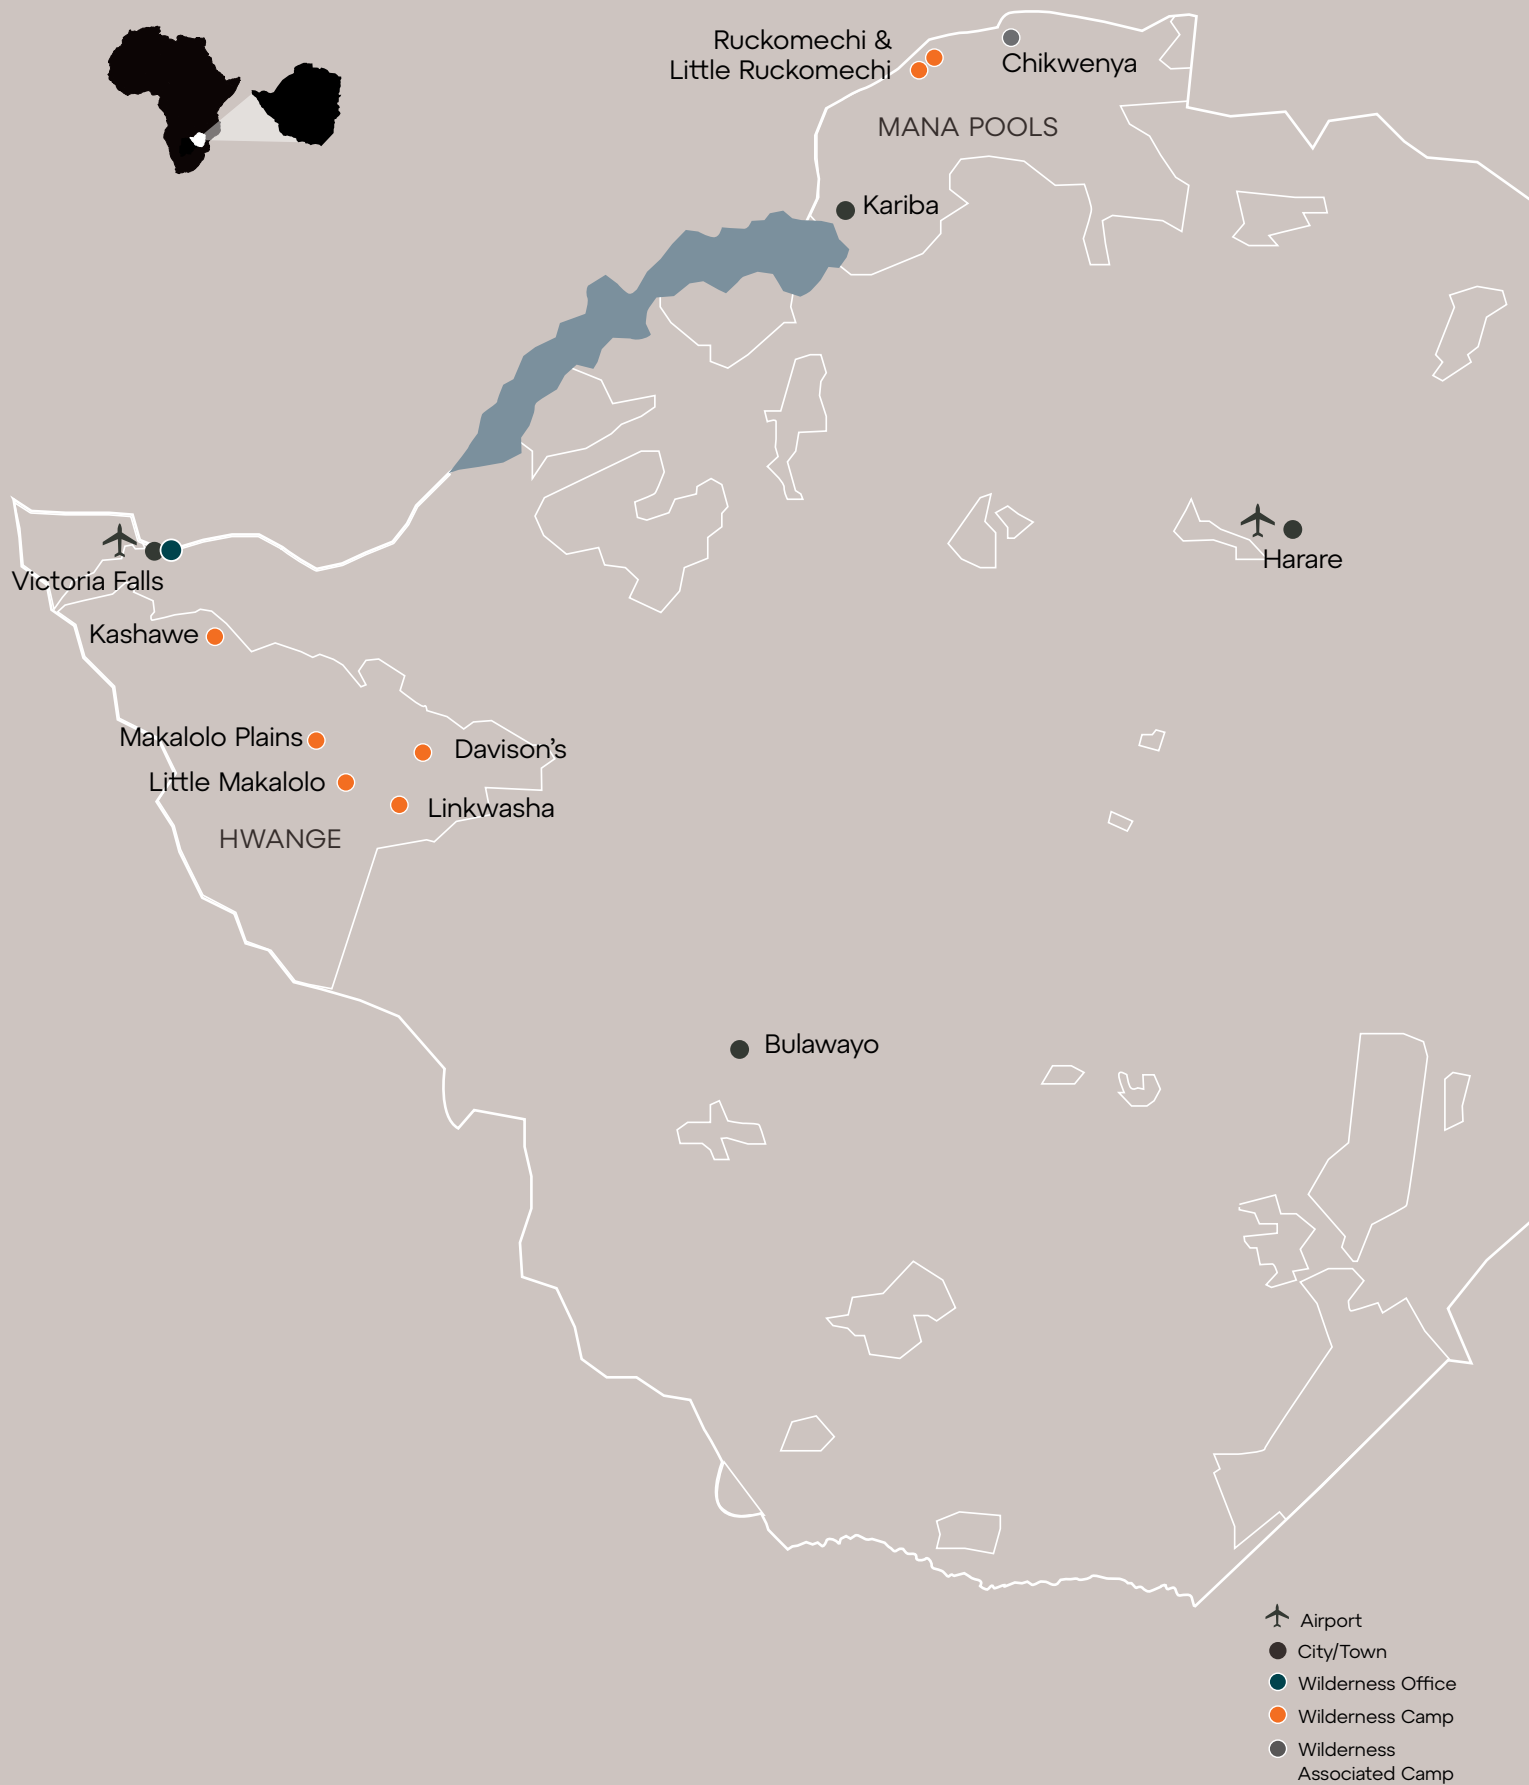 Ruckomechi &
Little Ruckomechi
Chikwenya
MANA POOLS
Kariba
Victoria Falls
Harare
Kashawe
Makalolo Plains
Davison’s
Little Makalolo
Linkwasha
HWANGE
Bulawayo
Airport
City/Town
Wilderness Office
Wilderness Camp
Wilderness
Associated Camp